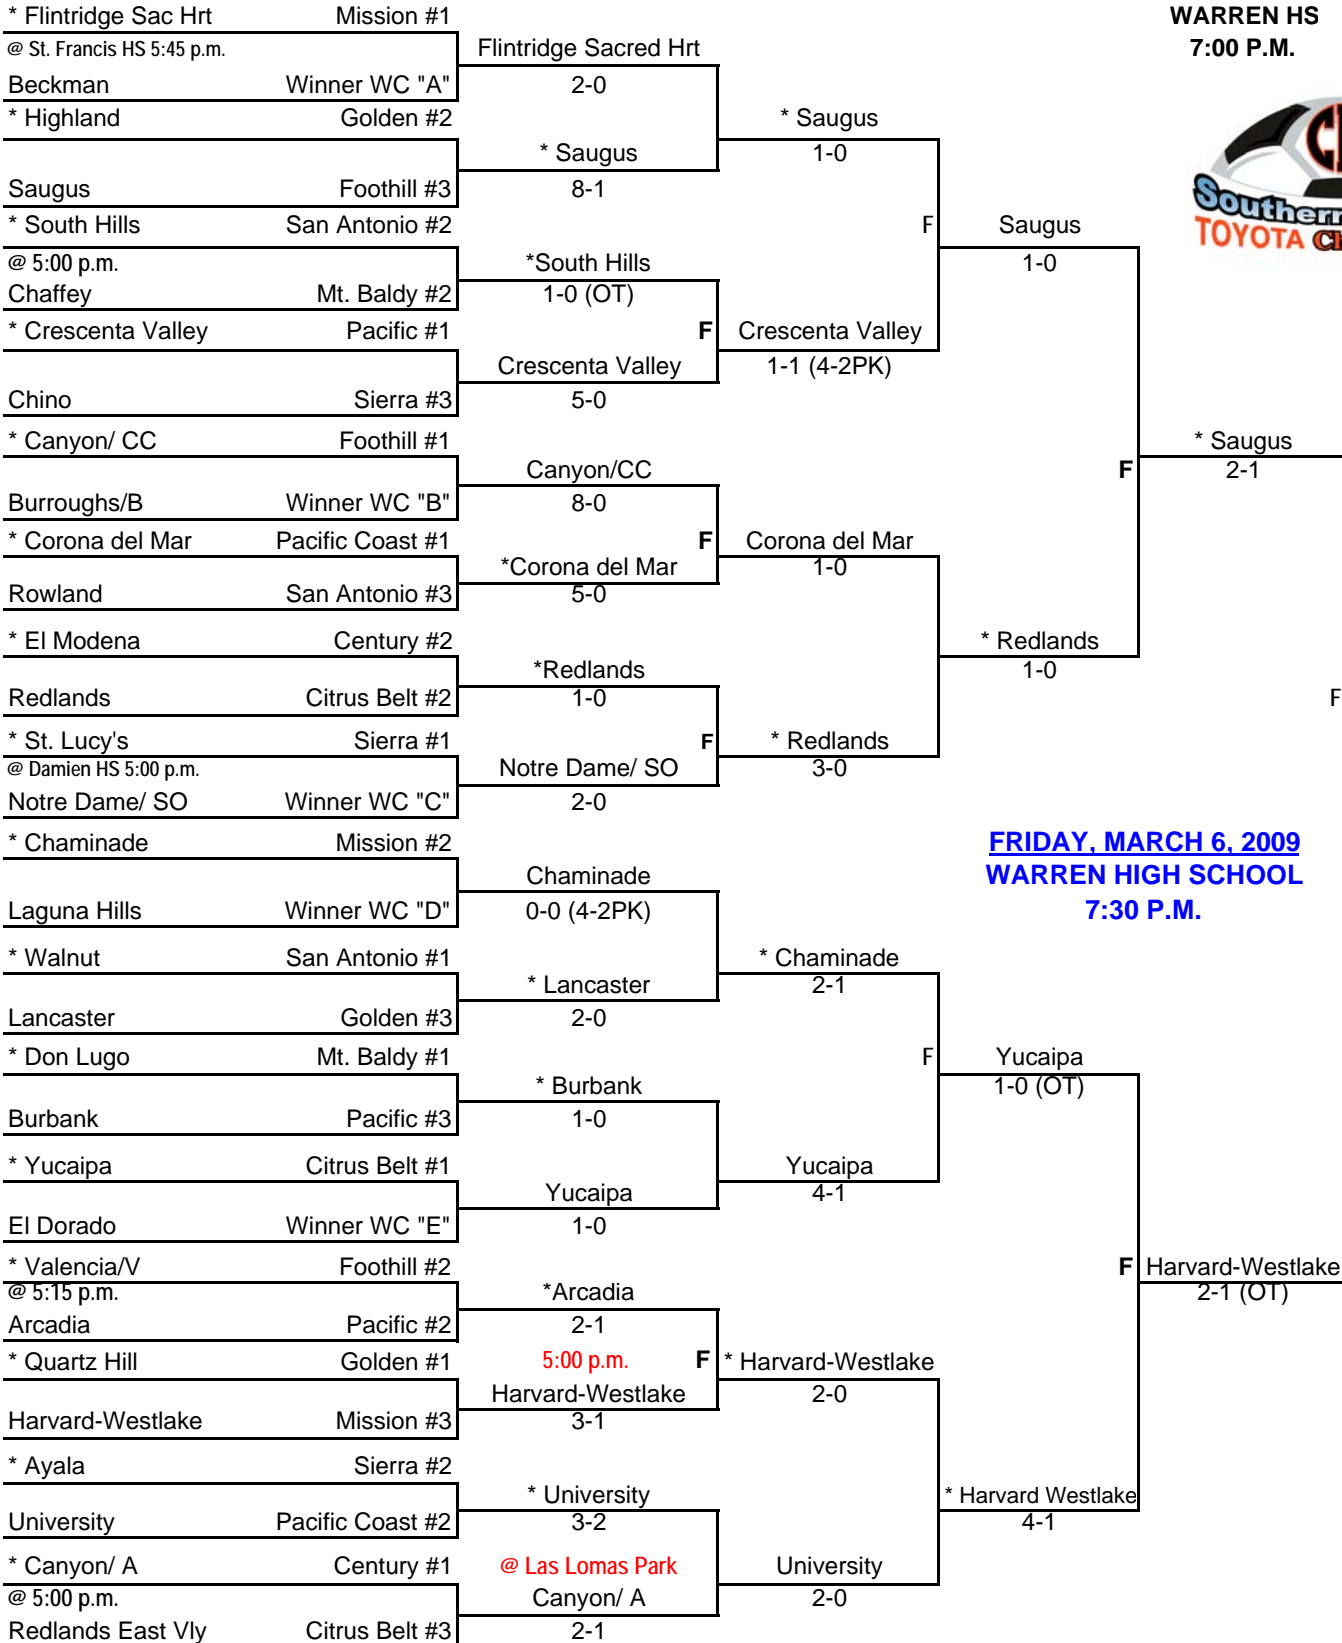 * Flintridge Sac Hrt Mission #1
@ St. Francis HS 5:45 p.m.
Beckman Winner WC "A"
* Highland Golden #2
Saugus Foothill #3
* South Hills San Antonio #2
@ 5:00 p.m.
Chaffey Mt. Baldy #2
* Crescenta Valley Pacific #1
Chino Sierra #3
* Canyon/ CC Foothill #1
Burroughs/B Winner WC "B"
* Corona del Mar Pacific Coast #1
Rowland San Antonio #3
* El Modena Century #2
Redlands Citrus Belt #2
* St. Lucy's Sierra #1
@ Damien HS 5:00 p.m.
Notre Dame/ SO Winner WC "C"
* Chaminade Mission #2
Laguna Hills Winner WC "D"
* Walnut San Antonio #1
Lancaster Golden #3
* Don Lugo Mt. Baldy #1
Burbank Pacific #3
* Yucaipa Citrus Belt #1
El Dorado Winner WC "E"
* Valencia/V Foothill #2
@ 5:15 p.m.
Arcadia Pacific #2
* Quartz Hill Golden #1
Harvard-Westlake Mission #3
* Ayala Sierra #2
University Pacific Coast #2
* Canyon/ A Century #1
@ 5:00 p.m.
Redlands East Vly Citrus Belt #3
Flintridge Sacred Hrt
2-0
* Saugus
8-1
*South Hills
1-0 (OT)
F
Crescenta Valley
5-0
Canyon/CC
8-0
F
*Corona del Mar
5-0
*Redlands
1-0
F
Notre Dame/ SO
2-0
Chaminade
0-0 (4-2PK)
* Lancaster
2-0
* Burbank
1-0
Yucaipa
1-0
*Arcadia
2-1
5:00 p.m. F
Harvard-Westlake
3-1
* University
3-2
@ Las Lomas Park
Canyon/ A
2-1
* Saugus
1-0
F
Crescenta Valley
1-1 (4-2PK)
Corona del Mar
1-0
* Redlands
3-0
* Chaminade
2-1
F
Yucaipa
4-1
* Harvard-Westlake
2-0
University
2-0
Saugus
1-0
F
* Redlands
1-0
Yucaipa
1-0 (OT)
F
* Harvard Westlake
4-1
WARREN HS
7:00 P.M.
Southern
TOYOTA
* Saugus
2-1
F
FRIDAY, MARCH 6, 2009
WARREN HIGH SCHOOL
7:30 P.M.
Harvard-Westlake
2-1 (OT)